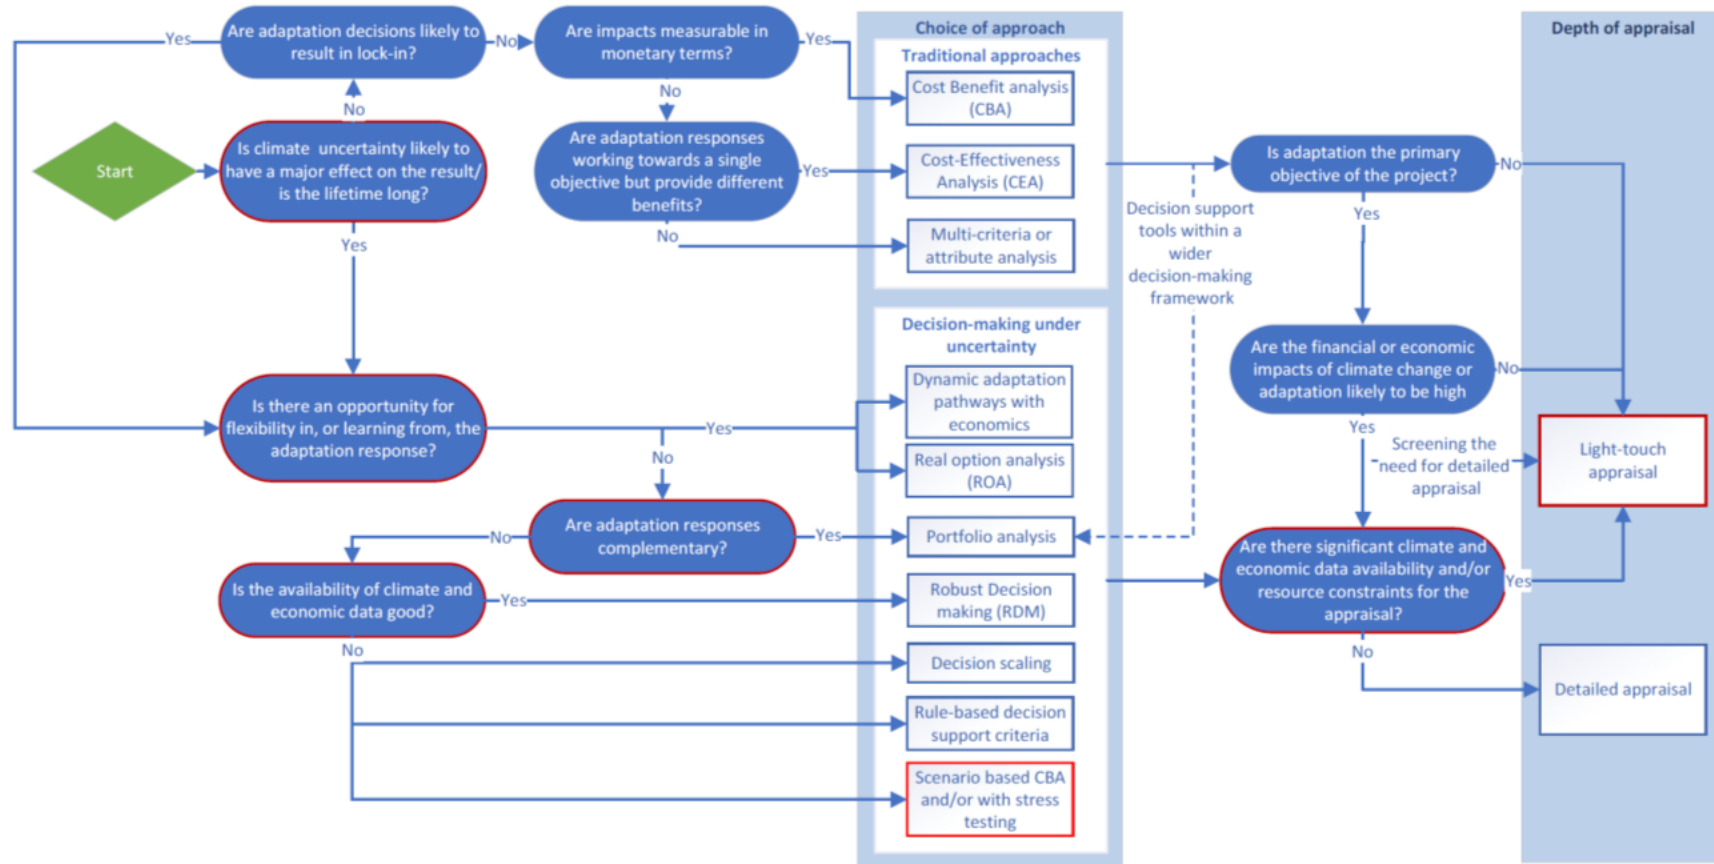 Are adaptation decisions likely to
result in lock-in?
Yes
No
Are impacts measurable in
monetary terms?
Yes
No
No
Start
Is climate uncertainty likely to
have a major effect on the result/
is the lifetime long?
Yes
Are adaptation responses
working towards a single
objective but provide different
benefits?
Yes
No
Is there an opportunity for
flexibility in, or learning from, the
adaptation response?
Yes
No
Are adaptation responses
complementary?
No
Yes
Is the availability of climate and
economic data good?
Yes
No
Choice of approach
Traditional approaches
Cost Benefit analysis
(CBA)
Cost-Effectiveness
Analysis (CEA)
Multi-criteria or
attribute analysis
Decision-making under
uncertainty
Dynamic adaptation
pathways with
economics
Real option analysis
(ROA)
Portfolio analysis
Robust Decision
making (RDM)
Decision scaling
Rule-based decision
support criteria
Scenario based CBA
and/or with stress
testing
Decision support
tools within a
wider
decision-making
framework
Is adaptation the primary
objective of the project?
No
Yes
Are the financial or economic
impacts of climate change or
adaptation likely to be high
No
Yes
Screening the
need for detailed
appraisal
Are there significant climate and
economic data availability and/or
resource constraints for the
appraisal?
Yes
No
Depth of appraisal
Light-touch
appraisal
Detailed appraisal